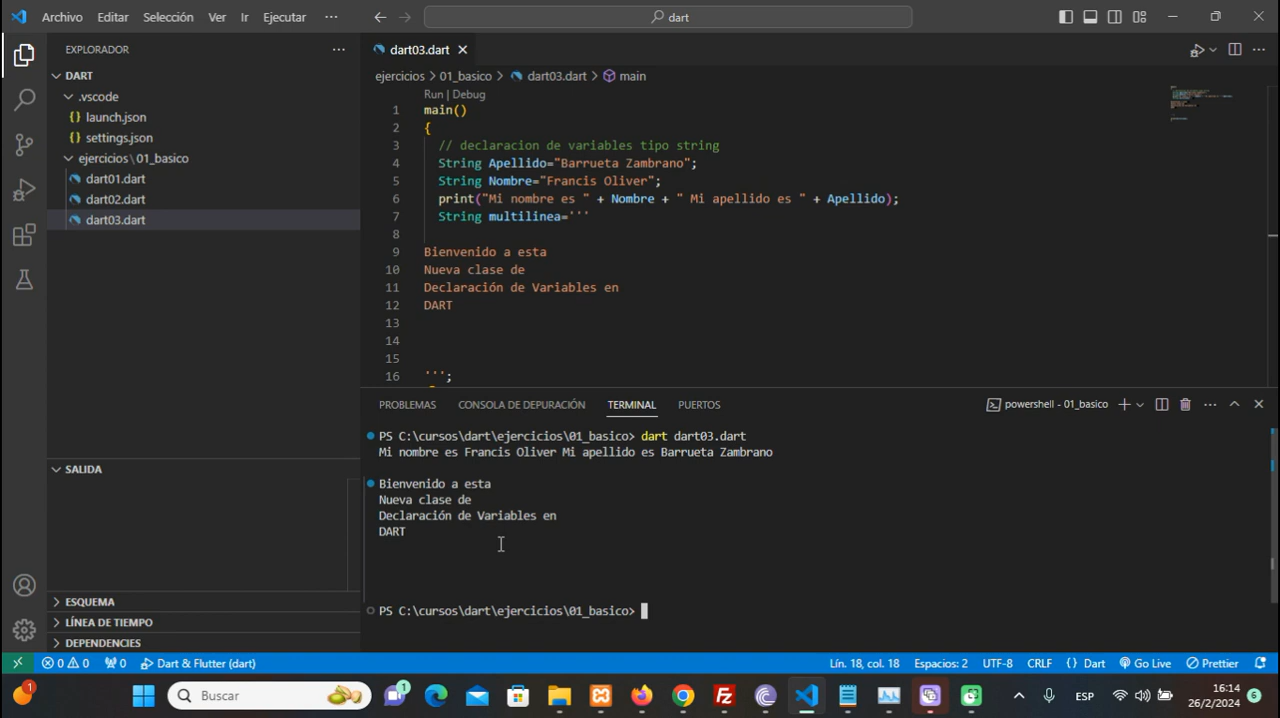 Archivo Editar Selección Ver Ir Ejecutar ··· dart
EXPLORADOR ···
DART
.vscode
launch.json
settings.json
ejercicios\01_basico
dart01.dart
dart02.dart
dart03.dart
SALIDA
ESQUEMA
LÍNEA DE TIEMPO
DEPENDENCIES
dart03.dart
ejercicios > 01_basico > dart03.dart > main
Run | Debug
1 main()
2 {
3 // declaracion de variables tipo string
4 String Apellido="Barrueta Zambrano";
5 String Nombre="Francis Oliver";
6 print("Mi nombre es " + Nombre + " Mi apellido es " + Apellido);
7 String multilinea='''
8
9 Bienvenido a esta
10 Nueva clase de
11 Declaración de Variables en
12 DART
13
14
15
16 ''';
PROBLEMAS CONSOLA DE DEPURACIÓN TERMINAL PUERTOS powershell - 01_basico
PS C:\cursos\dart\ejercicios\01_basico> dart dart03.dart
Mi nombre es Francis Oliver Mi apellido es Barrueta Zambrano
Bienvenido a esta
Nueva clase de
Declaración de Variables en
DART
PS C:\cursos\dart\ejercicios\01_basico>
0 0 0 Dart & Flutter (dart) Lín. 18, col. 18 Espacios: 2 UTF-8 CRLF {} Dart Go Live Prettier
1 Buscar 1 ESP 16:14
26/2/2024 6